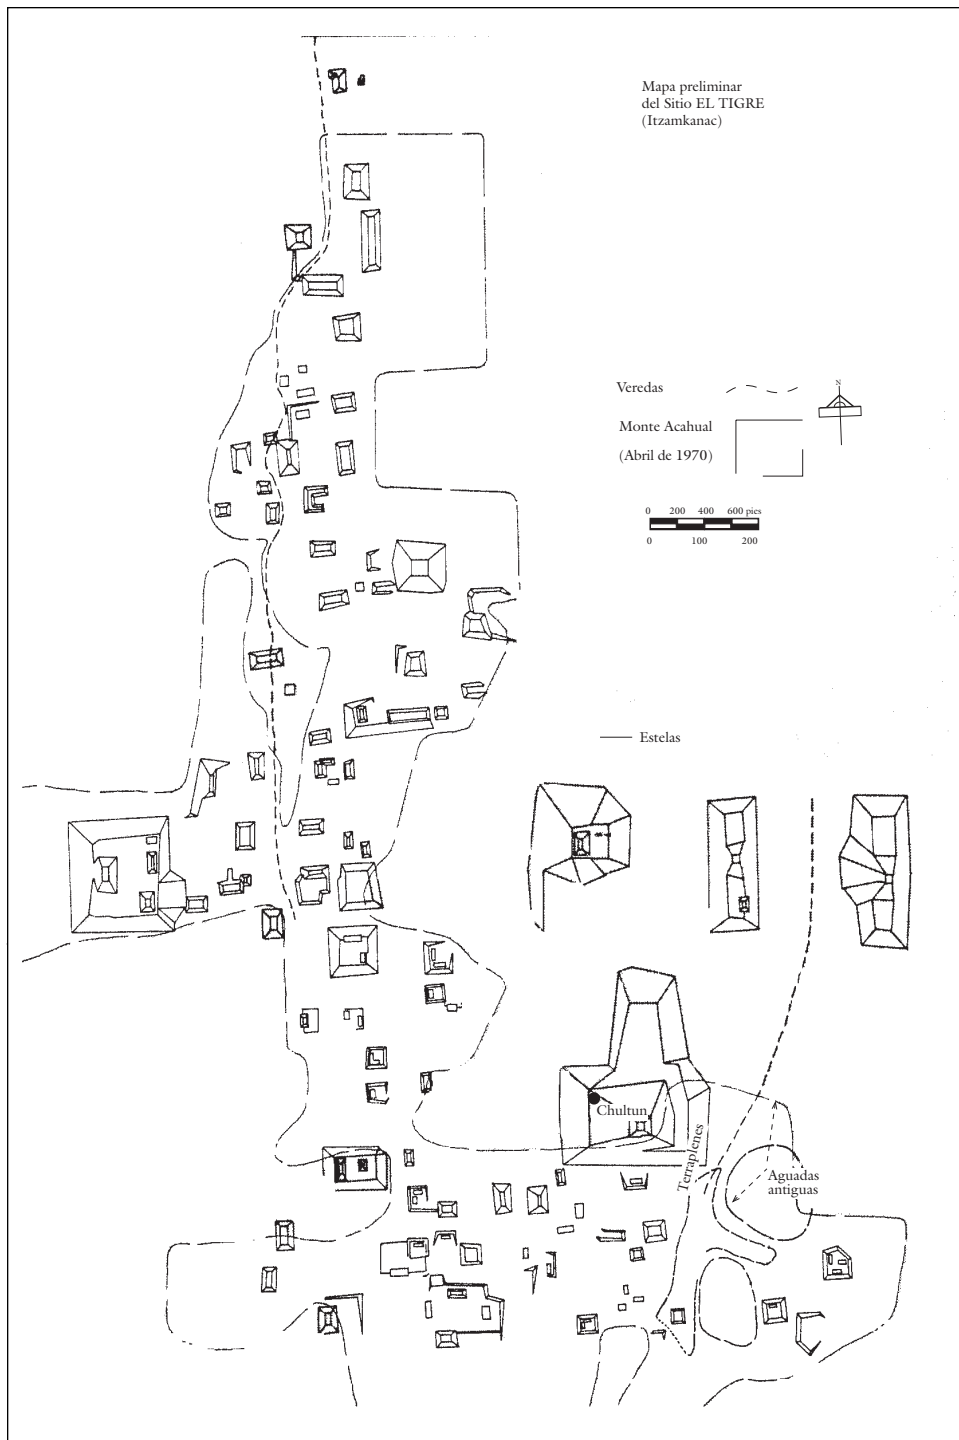 Mapa preliminar
del Sitio EL TIGRE
(Itzamkanac)
Veredas
N
Monte Acahual
(Abril de 1970)
0 200 400 600 pies
0 100 200
Estelas
Chultun
Terraplenes
Aguadas
antiguas